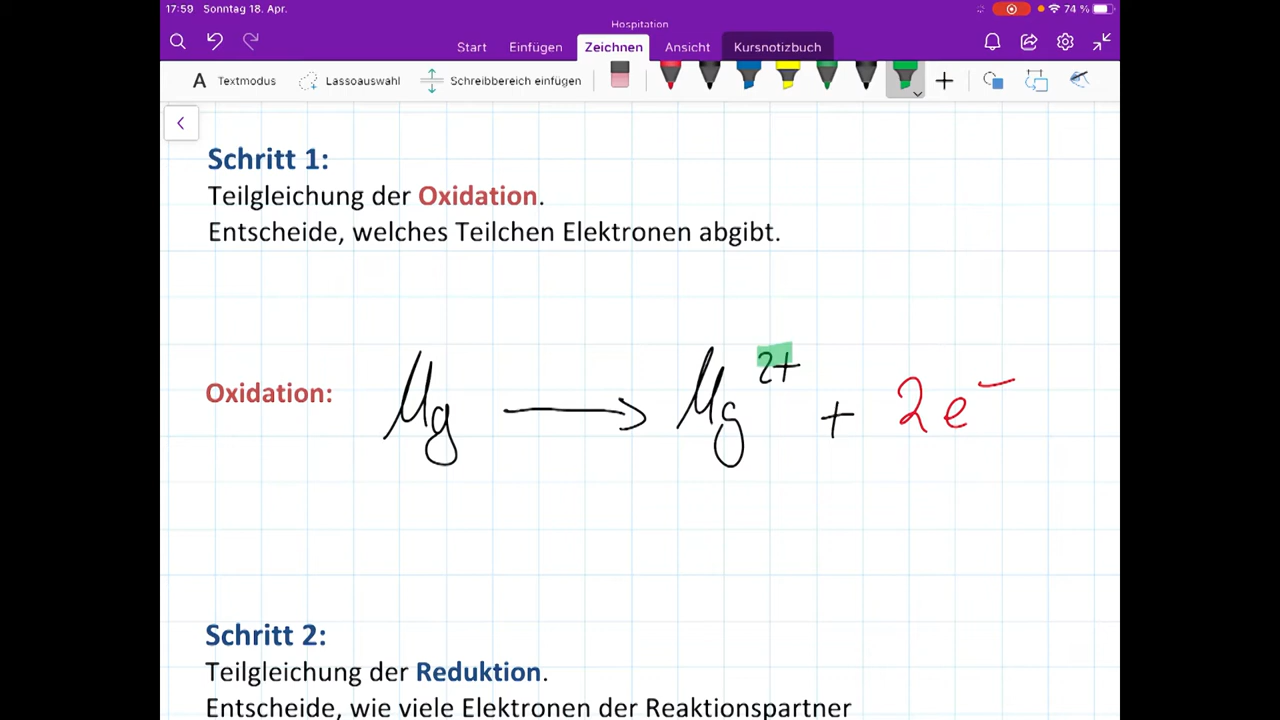 17:59 Sonntag 18. Apr.
74 %
Hospitation
Start Einfügen Zeichnen Ansicht Kursnotizbuch
A Textmodus Lassoauswahl Schreibbereich einfügen
Schritt 1:
Teilgleichung der Oxidation.
Entscheide, welches Teilchen Elektronen abgibt.
Oxidation: Mg → Mg²⁺ + 2e⁻
Schritt 2:
Teilgleichung der Reduktion.
Entscheide, wie viele Elektronen der Reaktionspartner